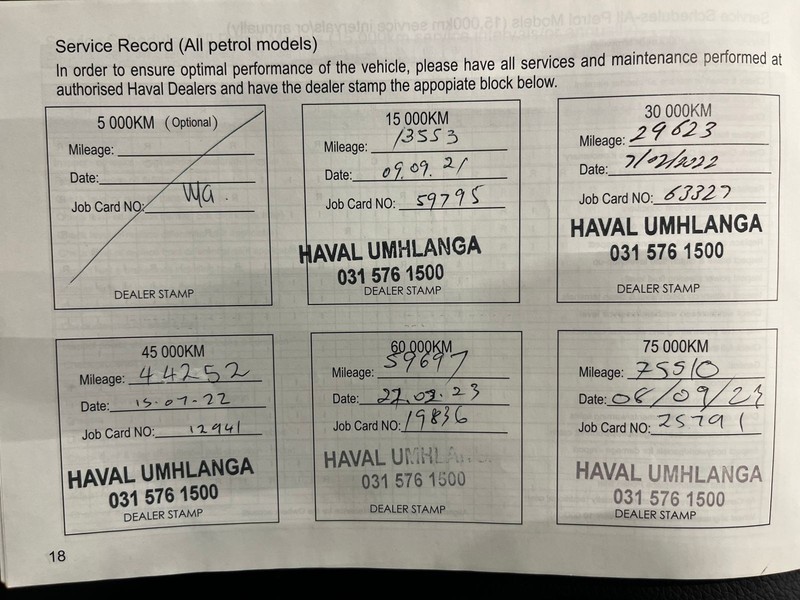 Service Record (All petrol models)
In order to ensure optimal performance of the vehicle, please have all services and maintenance performed at
authorised Haval Dealers and have the dealer stamp the appopiate block below.
5 000KM (Optional)
Mileage:
Date:
Job Card NO:
DEALER STAMP
15 000KM
Mileage: 13553
Date: 09.09.21
Job Card NO: 59795
HAVAL UMHLANGA
031 576 1500
DEALER STAMP
30 000KM
Mileage: 29623
Date: 7/02/2022
Job Card NO: 63327
HAVAL UMHLANGA
031 576 1500
DEALER STAMP
45 000KM
Mileage: 44252
Date: 15-07-22
Job Card NO: 12941
HAVAL UMHLANGA
031 576 1500
DEALER STAMP
60 000KM
Mileage: 59697
Date: 27.03.23
Job Card NO: 19836
HAVAL UMHLANGA
031 576 1500
DEALER STAMP
75 000KM
Mileage: 75510
Date: 08/09/23
Job Card NO: 25791
HAVAL UMHLANGA
031 576 1500
DEALER STAMP
18